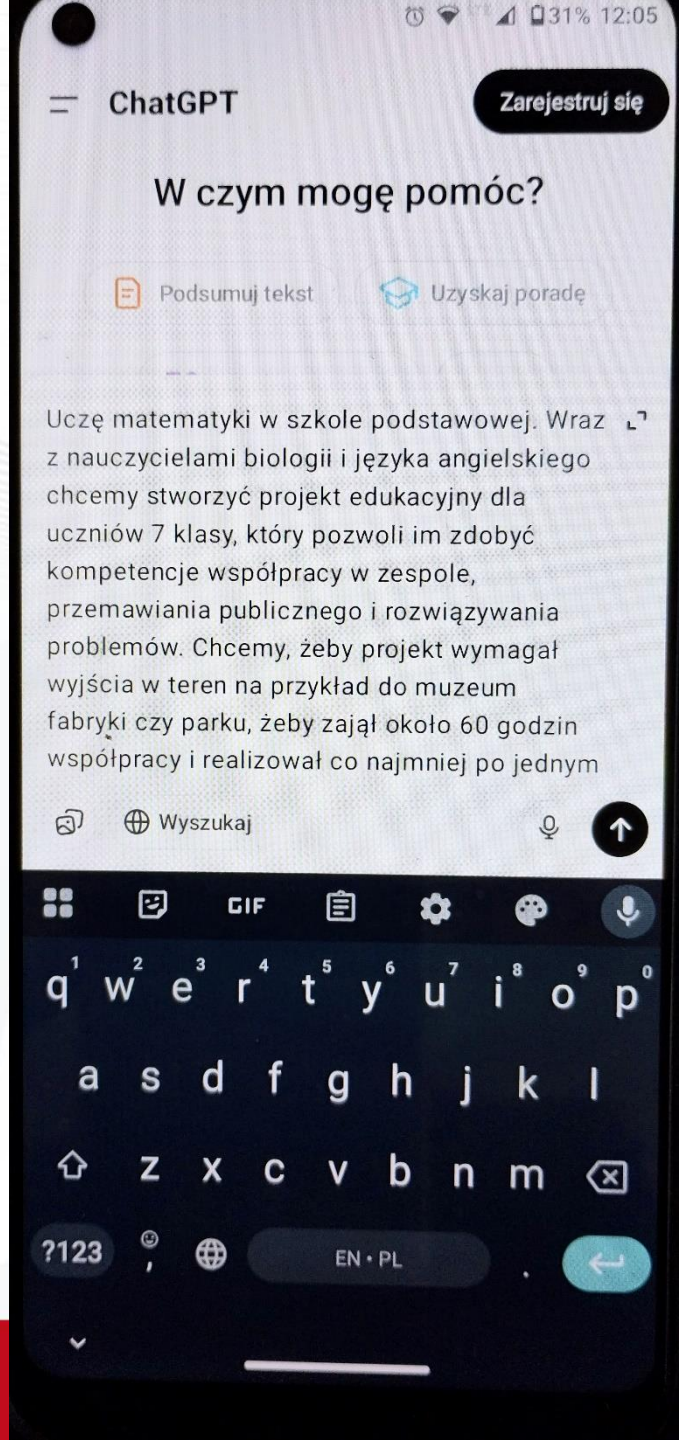 31% 12:05
ChatGPT
Zarejestruj się
W czym mogę pomóc?
Podsumuj tekst
Uzyskaj poradę
Uczę matematyki w szkole podstawowej. Wraz
z nauczycielami biologii i języka angielskiego
chcemy stworzyć projekt edukacyjny dla
uczniów 7 klasy, który pozwoli im zdobyć
kompetencje współpracy w zespole,
przemawiania publicznego i rozwiązywania
problemów. Chcemy, żeby projekt wymagał
wyjścia w teren na przykład do muzeum
fabryki czy parku, żeby zajął około 60 godzin
współpracy i realizował co najmniej po jednym
Wyszukaj
GIF
1 2 3 4 5 6 7 8 9 0
q w e r t y u i o p
a s d f g h j k l
z x c v b n m
?123 , EN • PL .